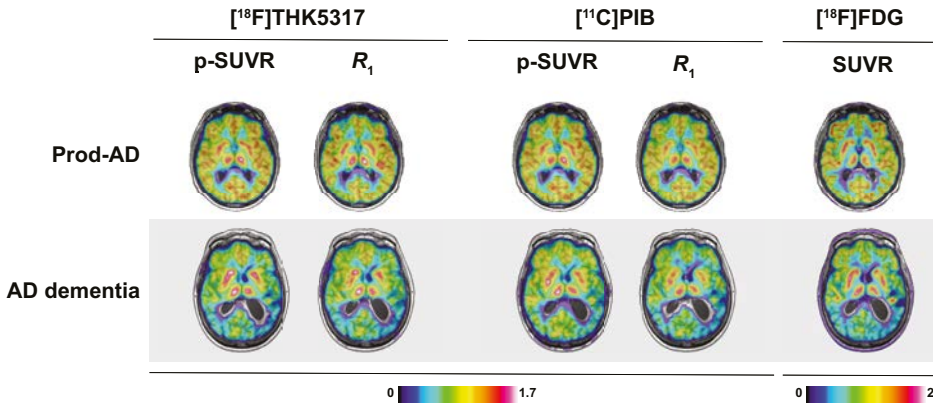 [¹⁸F]THK5317 [¹¹C]PIB [¹⁸F]FDG
p-SUVR R₁ p-SUVR R₁ SUVR
Prod-AD
AD dementia
0 1.7 0 2